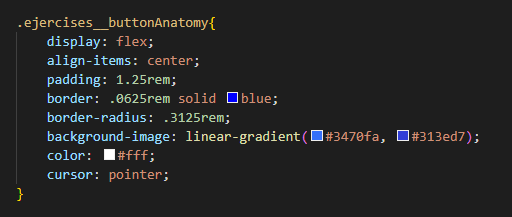 .ejercises__buttonAnatomy{
display: flex;
align-items: center;
padding: 1.25rem;
border: .0625rem solid blue;
border-radius: .3125rem;
background-image: linear-gradient(#3470fa, #313ed7);
color: #fff;
cursor: pointer;
}